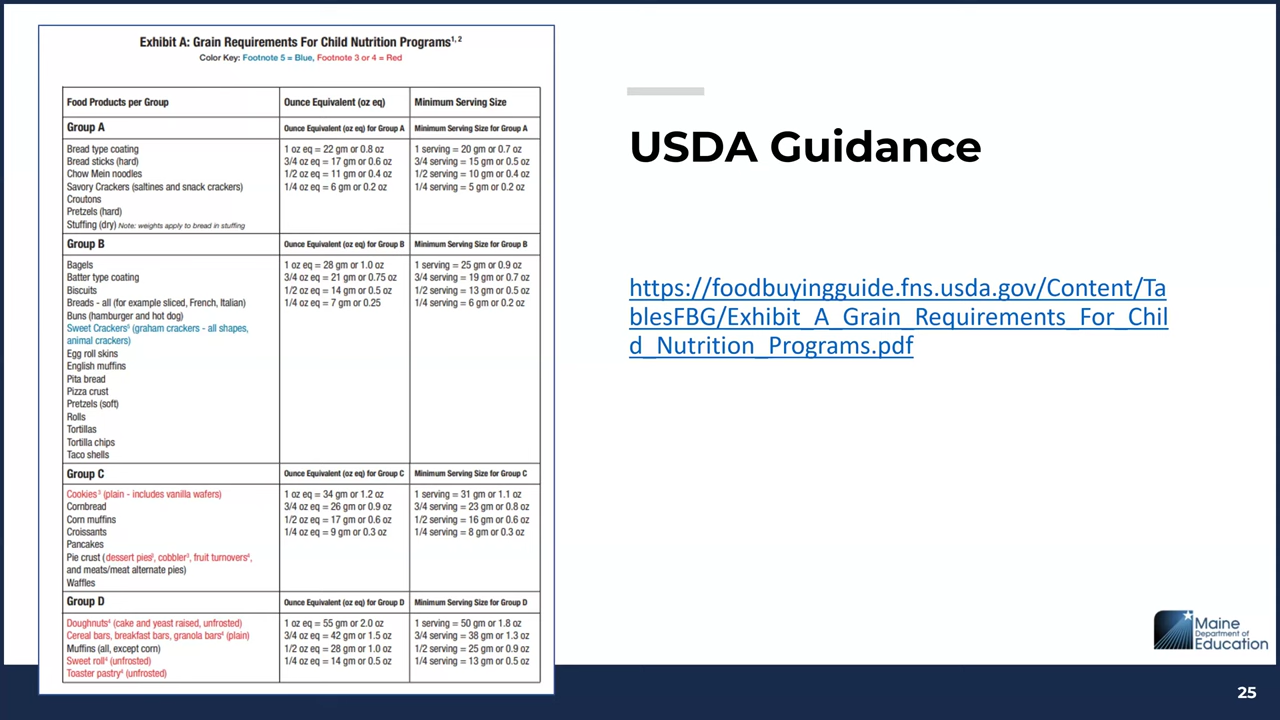 Exhibit A: Grain Requirements For Child Nutrition Programs1, 2
Color Key: Footnote 5 = Blue, Footnote 3 or 4 = Red
Food Products per Group Ounce Equivalent (oz eq) Minimum Serving Size
Group A Ounce Equivalent (oz eq) for Group A Minimum Serving Size for Group A
Bread type coating 1 oz eq = 22 gm or 0.8 oz 1 serving = 20 gm or 0.7 oz
Bread sticks (hard) 3/4 oz eq = 17 gm or 0.6 oz 3/4 serving = 15 gm or 0.5 oz
Chow Mein noodles 1/2 oz eq = 11 gm or 0.4 oz 1/2 serving = 10 gm or 0.4 oz
Savory Crackers (saltines and snack crackers) 1/4 oz eq = 6 gm or 0.2 oz 1/4 serving = 5 gm or 0.2 oz
Croutons
Pretzels (hard)
Stuffing (dry) Note: weights apply to bread in stuffing
Group B Ounce Equivalent (oz eq) for Group B Minimum Serving Size for Group B
Bagels 1 oz eq = 28 gm or 1.0 oz 1 serving = 25 gm or 0.9 oz
Batter type coating 3/4 oz eq = 21 gm or 0.75 oz 3/4 serving = 19 gm or 0.7 oz
Biscuits 1/2 oz eq = 14 gm or 0.5 oz 1/2 serving = 13 gm or 0.5 oz
Breads - all (for example sliced, French, Italian) 1/4 oz eq = 7 gm or 0.25 1/4 serving = 6 gm or 0.2 oz
Buns (hamburger and hot dog)
Sweet Crackers5 (graham crackers - all shapes,
animal crackers)
Egg roll skins
English muffins
Pita bread
Pizza crust
Pretzels (soft)
Rolls
Tortillas
Tortilla chips
Taco shells
Group C Ounce Equivalent (oz eq) for Group C Minimum Serving Size for Group C
Cookies3 (plain - includes vanilla wafers) 1 oz eq = 34 gm or 1.2 oz 1 serving = 31 gm or 1.1 oz
Cornbread 3/4 oz eq = 26 gm or 0.9 oz 3/4 serving = 23 gm or 0.8 oz
Corn muffins 1/2 oz eq = 17 gm or 0.6 oz 1/2 serving = 16 gm or 0.6 oz
Croissants 1/4 oz eq = 9 gm or 0.3 oz 1/4 serving = 8 gm or 0.3 oz
Pancakes
Pie crust (dessert pies3, cobbler3, fruit turnovers4,
and meats/meat alternate pies)
Waffles
Group D Ounce Equivalent (oz eq) for Group D Minimum Serving Size for Group D
Doughnuts4 (cake and yeast raised, unfrosted) 1 oz eq = 55 gm or 2.0 oz 1 serving = 50 gm or 1.8 oz
Cereal bars, breakfast bars, granola bars4 (plain) 3/4 oz eq = 42 gm or 1.5 oz 3/4 serving = 38 gm or 1.3 oz
Muffins (all, except corn) 1/2 oz eq = 28 gm or 1.0 oz 1/2 serving = 25 gm or 0.9 oz
Sweet roll4 (unfrosted) 1/4 oz eq = 14 gm or 0.5 oz 1/4 serving = 13 gm or 0.5 oz
Toaster pastry4 (unfrosted)
USDA Guidance
https://foodbuyingguide.fns.usda.gov/Content/Ta
blesFBG/Exhibit_A_Grain_Requirements_For_Chil
d_Nutrition_Programs.pdf
Maine
Department of
Education
25